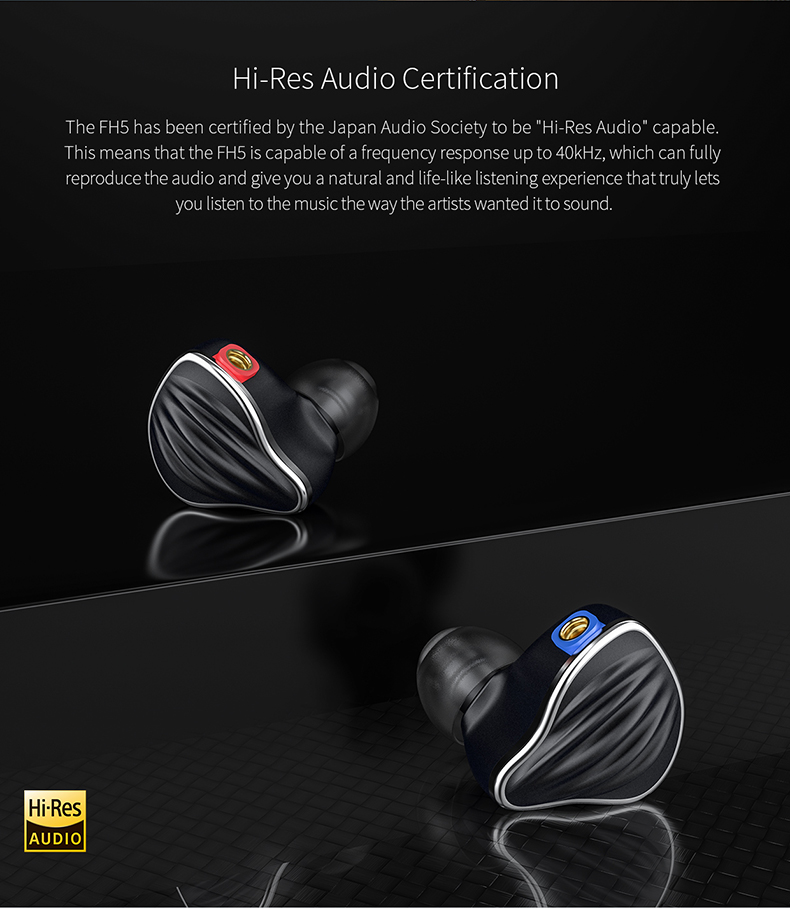 Hi-Res Audio Certification
The FH5 has been certified by the Japan Audio Society to be "Hi-Res Audio" capable.
This means that the FH5 is capable of a frequency response up to 40kHz, which can fully
reproduce the audio and give you a natural and life-like listening experience that truly lets
you listen to the music the way the artists wanted it to sound.
Hi-Res
AUDIO